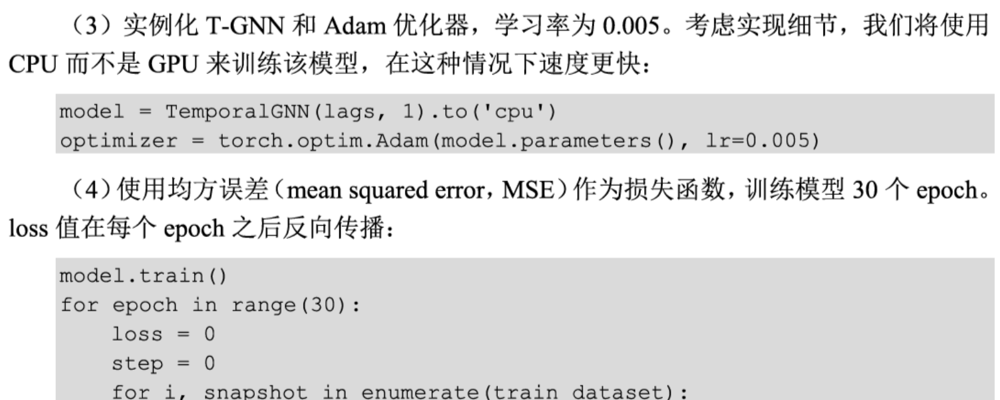 （3）实例化 T-GNN 和 Adam 优化器，学习率为 0.005。考虑实现细节，我们将使用
CPU 而不是 GPU 来训练该模型，在这种情况下速度更快：
model = TemporalGNN(lags, 1).to('cpu')
optimizer = torch.optim.Adam(model.parameters(), lr=0.005)
（4）使用均方误差（mean squared error，MSE）作为损失函数，训练模型 30 个 epoch。
loss 值在每个 epoch 之后反向传播：
model.train()
for epoch in range(30):
    loss = 0
    step = 0
    for i, snapshot in enumerate(train_dataset):